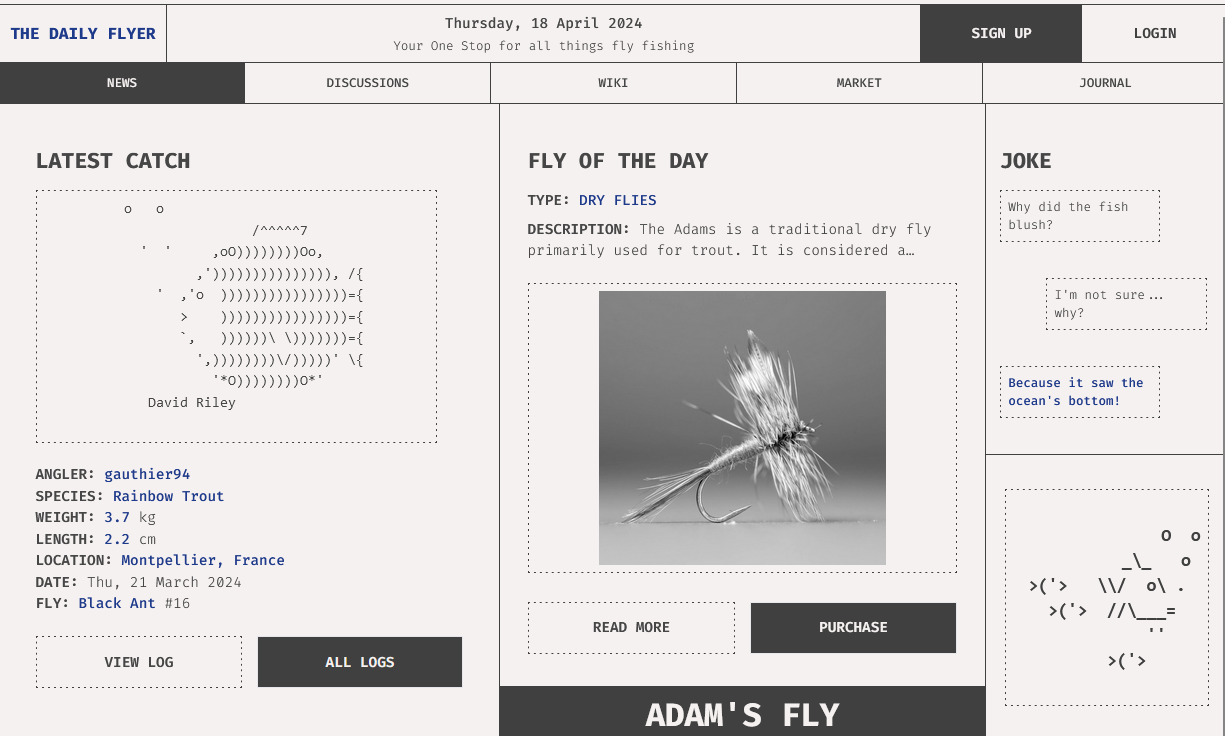 THE DAILY FLYER
Thursday, 18 April 2024
Your One Stop for all things fly fishing
SIGN UP
LOGIN
NEWS
DISCUSSIONS
WIKI
MARKET
JOURNAL
LATEST CATCH
o   o
/^^^^^7
'  '     ,oO))))))))Oo,
,')))))))))))))))), /{
'  ,'o  ))))))))))))))))={
>    ))))))))))))))))={
`,   ))))))\ \)))))))={
',))))))))\/)))))' \{
'*O))))))))O*'
David Riley
ANGLER: gauthier94
SPECIES: Rainbow Trout
WEIGHT: 3.7 kg
LENGTH: 2.2 cm
LOCATION: Montpellier, France
DATE: Thu, 21 March 2024
FLY: Black Ant #16
VIEW LOG
ALL LOGS
FLY OF THE DAY
TYPE: DRY FLIES
DESCRIPTION: The Adams is a traditional dry fly
primarily used for trout. It is considered a…
READ MORE
PURCHASE
ADAM'S FLY
JOKE
Why did the fish
blush?
I'm not sure...
why?
Because it saw the
ocean's bottom!
O  o
_\_   o
>('>   \\/  o\ .
>('>  //\___=
''
>('>